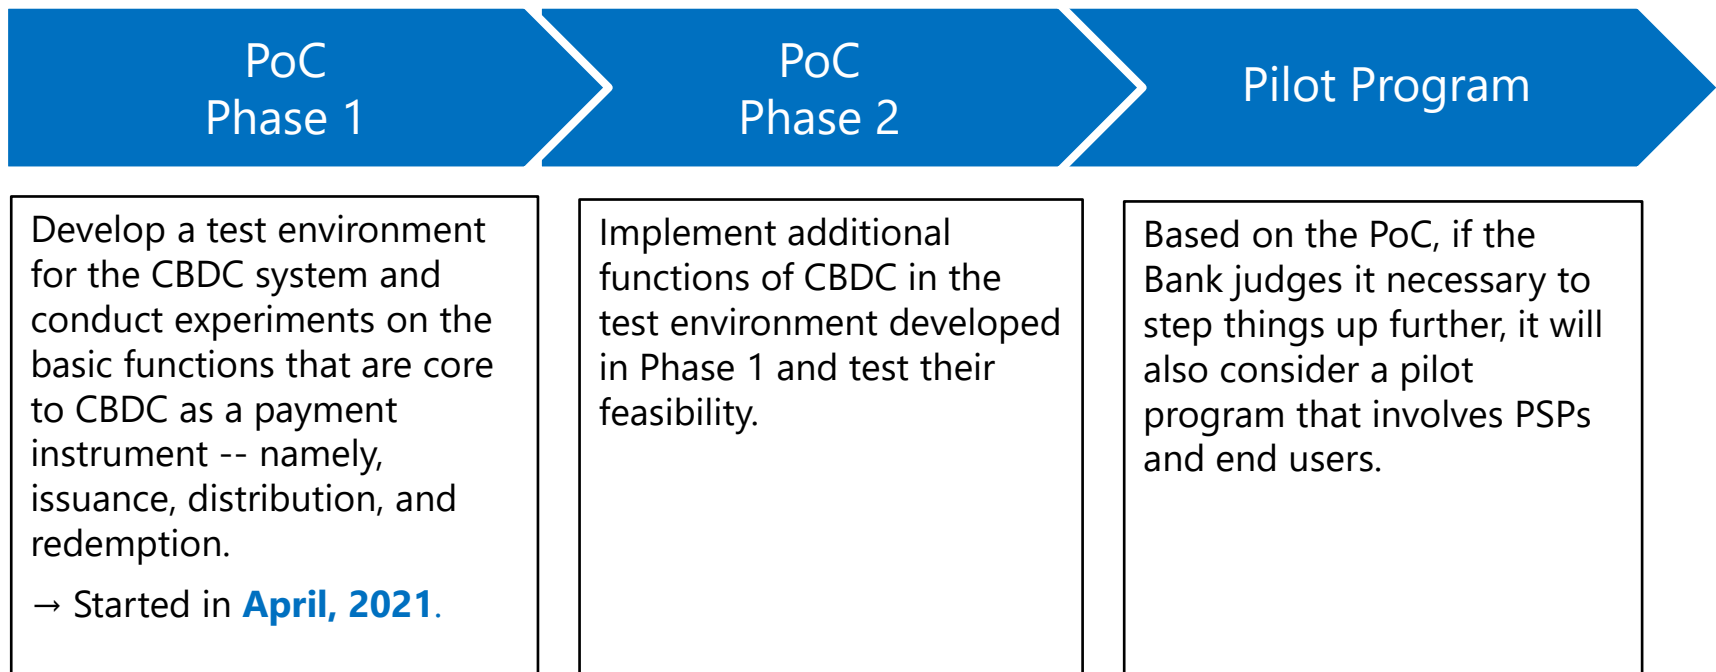 PoC
Phase 1
PoC
Phase 2
Pilot Program
Develop a test environment
for the CBDC system and
conduct experiments on the
basic functions that are core
to CBDC as a payment
instrument -- namely,
issuance, distribution, and
redemption.
→ Started in April, 2021.
Implement additional
functions of CBDC in the
test environment developed
in Phase 1 and test their
feasibility.
Based on the PoC, if the
Bank judges it necessary to
step things up further, it will
also consider a pilot
program that involves PSPs
and end users.